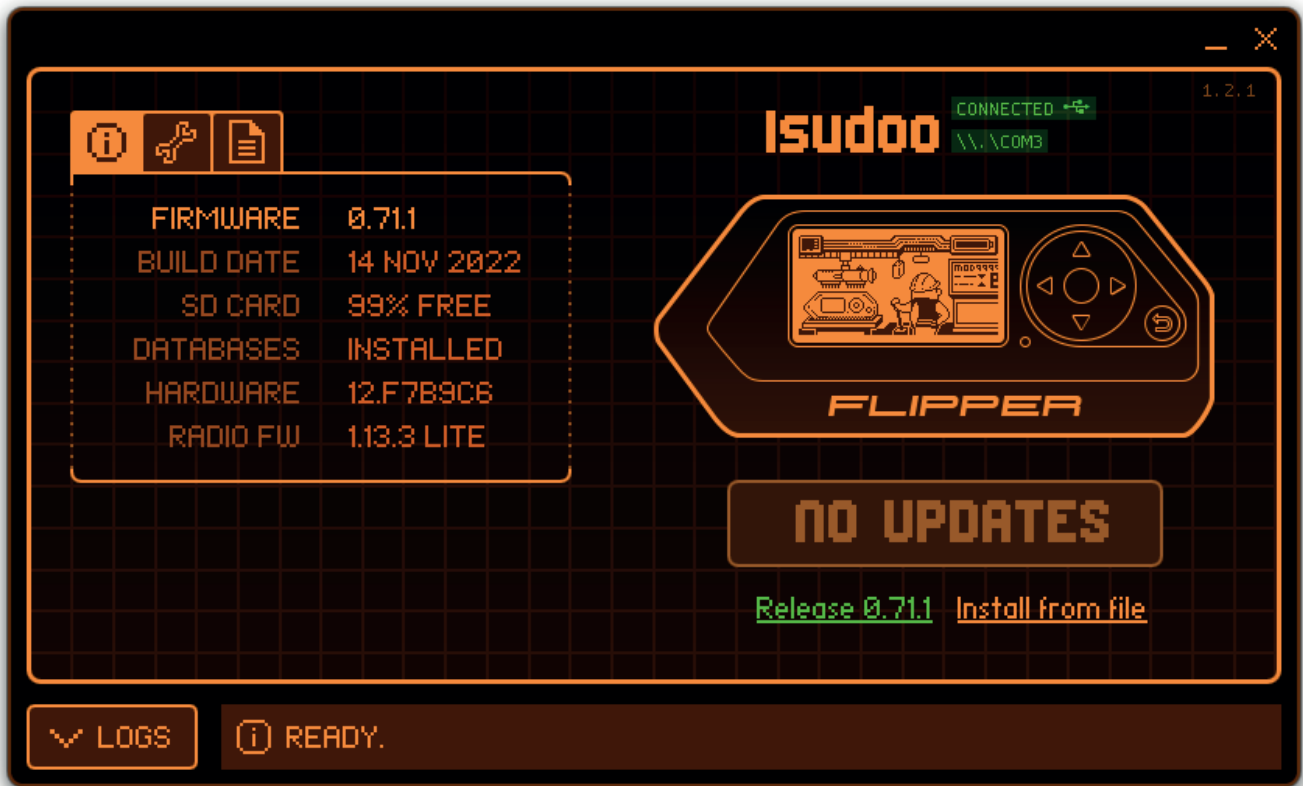 1.2.1
Isudoo
CONNECTED
\\.\COM3
FIRMWARE 0.71.1
BUILD DATE 14 NOV 2022
SD CARD 99% FREE
DATABASES INSTALLED
HARDWARE 12.F7B9C6
RADIO FW 1.13.3 LITE
FLIPPER
NO UPDATES
Release 0.71.1 Install from file
LOGS
READY.